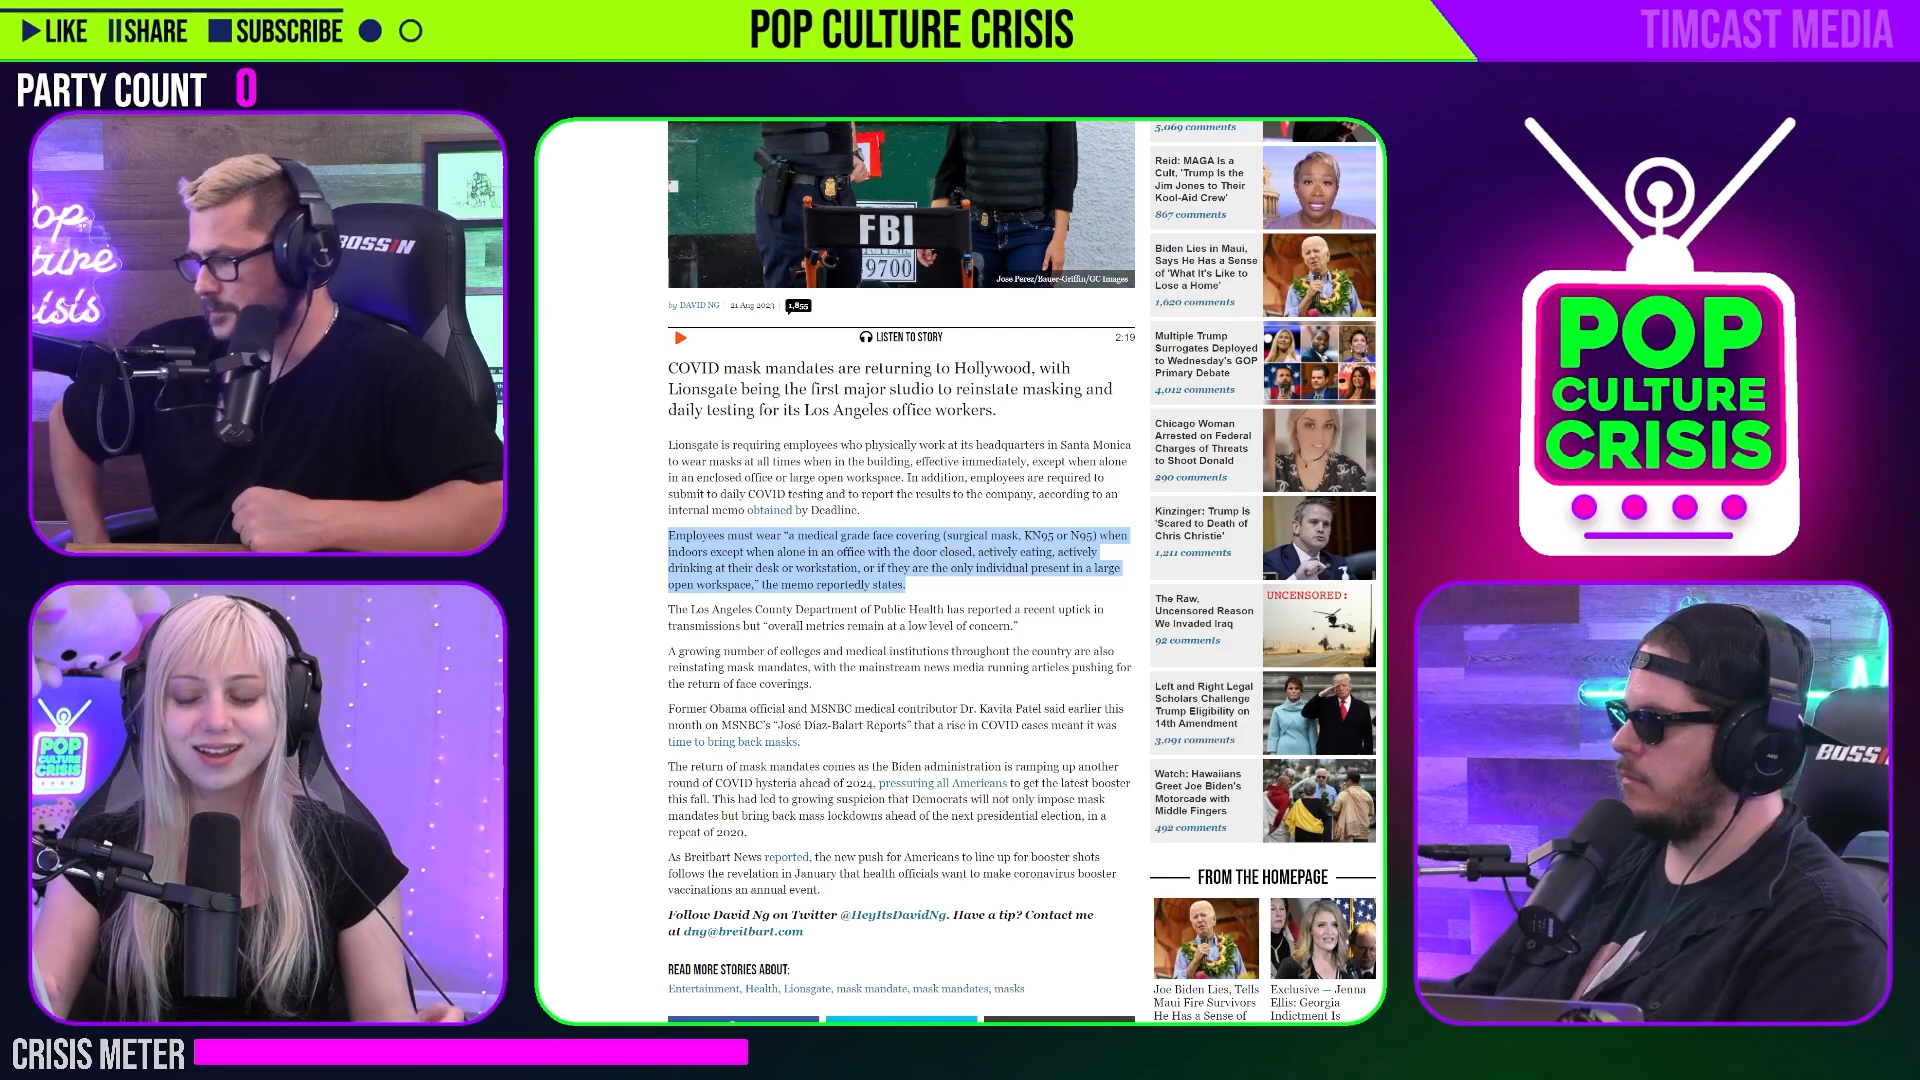 LIKE SHARE SUBSCRIBE
POP CULTURE CRISIS
TIMCAST MEDIA
PARTY COUNT 0
Pop
Culture
Crisis
BOSSIN
FBI
9700
Jose Perez/Bauer-Griffin/GC Images
by DAVID NG 21 Aug 2023 1,855
LISTEN TO STORY 2:19
COVID mask mandates are returning to Hollywood, with
Lionsgate being the first major studio to reinstate masking and
daily testing for its Los Angeles office workers.
Lionsgate is requiring employees who physically work at its headquarters in Santa Monica
to wear masks at all times when in the building, effective immediately, except when alone
in an enclosed office or large open workspace. In addition, employees are required to
submit to daily COVID testing and to report the results to the company, according to an
internal memo obtained by Deadline.
Employees must wear “a medical grade face covering (surgical mask, KN95 or N95) when
indoors except when alone in an office with the door closed, actively eating, actively
drinking at their desk or workstation, or if they are the only individual present in a large
open workspace,” the memo reportedly states.
The Los Angeles County Department of Public Health has reported a recent uptick in
transmissions but “overall metrics remain at a low level of concern.”
A growing number of colleges and medical institutions throughout the country are also
reinstating mask mandates, with the mainstream news media running articles pushing for
the return of face coverings.
Former Obama official and MSNBC medical contributor Dr. Kavita Patel said earlier this
month on MSNBC’s “José Díaz-Balart Reports” that a rise in COVID cases meant it was
time to bring back masks.
The return of mask mandates comes as the Biden administration is ramping up another
round of COVID hysteria ahead of 2024, pressuring all Americans to get the latest booster
this fall. This had led to growing suspicion that Democrats will not only impose mask
mandates but bring back mass lockdowns ahead of the next presidential election, in a
repeat of 2020.
As Breitbart News reported, the new push for Americans to line up for booster shots
follows the revelation in January that health officials want to make coronavirus booster
vaccinations an annual event.
Follow David Ng on Twitter @HeyItsDavidNg. Have a tip? Contact me
at dng@breitbart.com
READ MORE STORIES ABOUT:
Entertainment, Health, Lionsgate, mask mandate, mask mandates, masks
5,069 comments
Reid: MAGA Is a
Cult, 'Trump Is the
Jim Jones to Their
Kool-Aid Crew'
867 comments
Biden Lies in Maui,
Says He Has a Sense
of 'What It's Like to
Lose a Home'
1,620 comments
Multiple Trump
Surrogates Deployed
to Wednesday's GOP
Primary Debate
4,012 comments
Chicago Woman
Arrested on Federal
Charges of Threats
to Shoot Donald
290 comments
Kinzinger: Trump Is
'Scared to Death of
Chris Christie'
1,211 comments
The Raw,
Uncensored Reason
We Invaded Iraq
92 comments
UNCENSORED:
Left and Right Legal
Scholars Challenge
Trump Eligibility on
14th Amendment
3,091 comments
Watch: Hawaiians
Greet Joe Biden's
Motorcade with
Middle Fingers
492 comments
FROM THE HOMEPAGE
Joe Biden Lies, Tells
Maui Fire Survivors
He Has a Sense of
Exclusive — Jenna
Ellis: Georgia
Indictment Is
POP
CULTURE
CRISIS
POP
CULTURE
CRISIS
BOSSIN
CRISIS METER